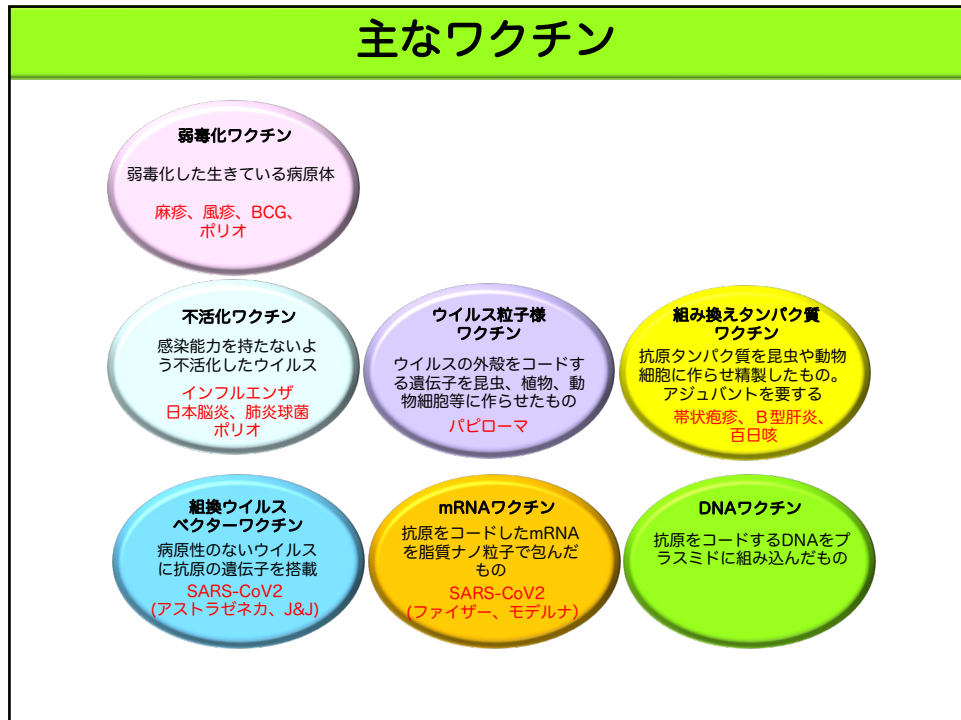 主なワクチン
弱毒化ワクチン
弱毒化した生きている病原体
麻疹、風疹、BCG、
ポリオ
不活化ワクチン
感染能力を持たないよ
う不活化したウイルス
インフルエンザ
日本脳炎、肺炎球菌
ポリオ
ウイルス粒子様
ワクチン
ウイルスの外殻をコードす
る遺伝子を昆虫、植物、動
物細胞等に作らせたもの
パピローマ
組み換えタンパク質
ワクチン
抗原タンパク質を昆虫や動物
細胞に作らせ精製したもの。
アジュバントを要する
帯状疱疹、Ｂ型肝炎、
百日咳
組換ウイルス
ベクターワクチン
病原性のないウイルス
に抗原の遺伝子を搭載
SARS-CoV2
(アストラゼネカ、J&J)
mRNAワクチン
抗原をコードしたmRNA
を脂質ナノ粒子で包んだ
もの
SARS-CoV2
(ファイザー、モデルナ）
DNAワクチン
抗原をコードするDNAをプ
ラスミドに組み込んだもの